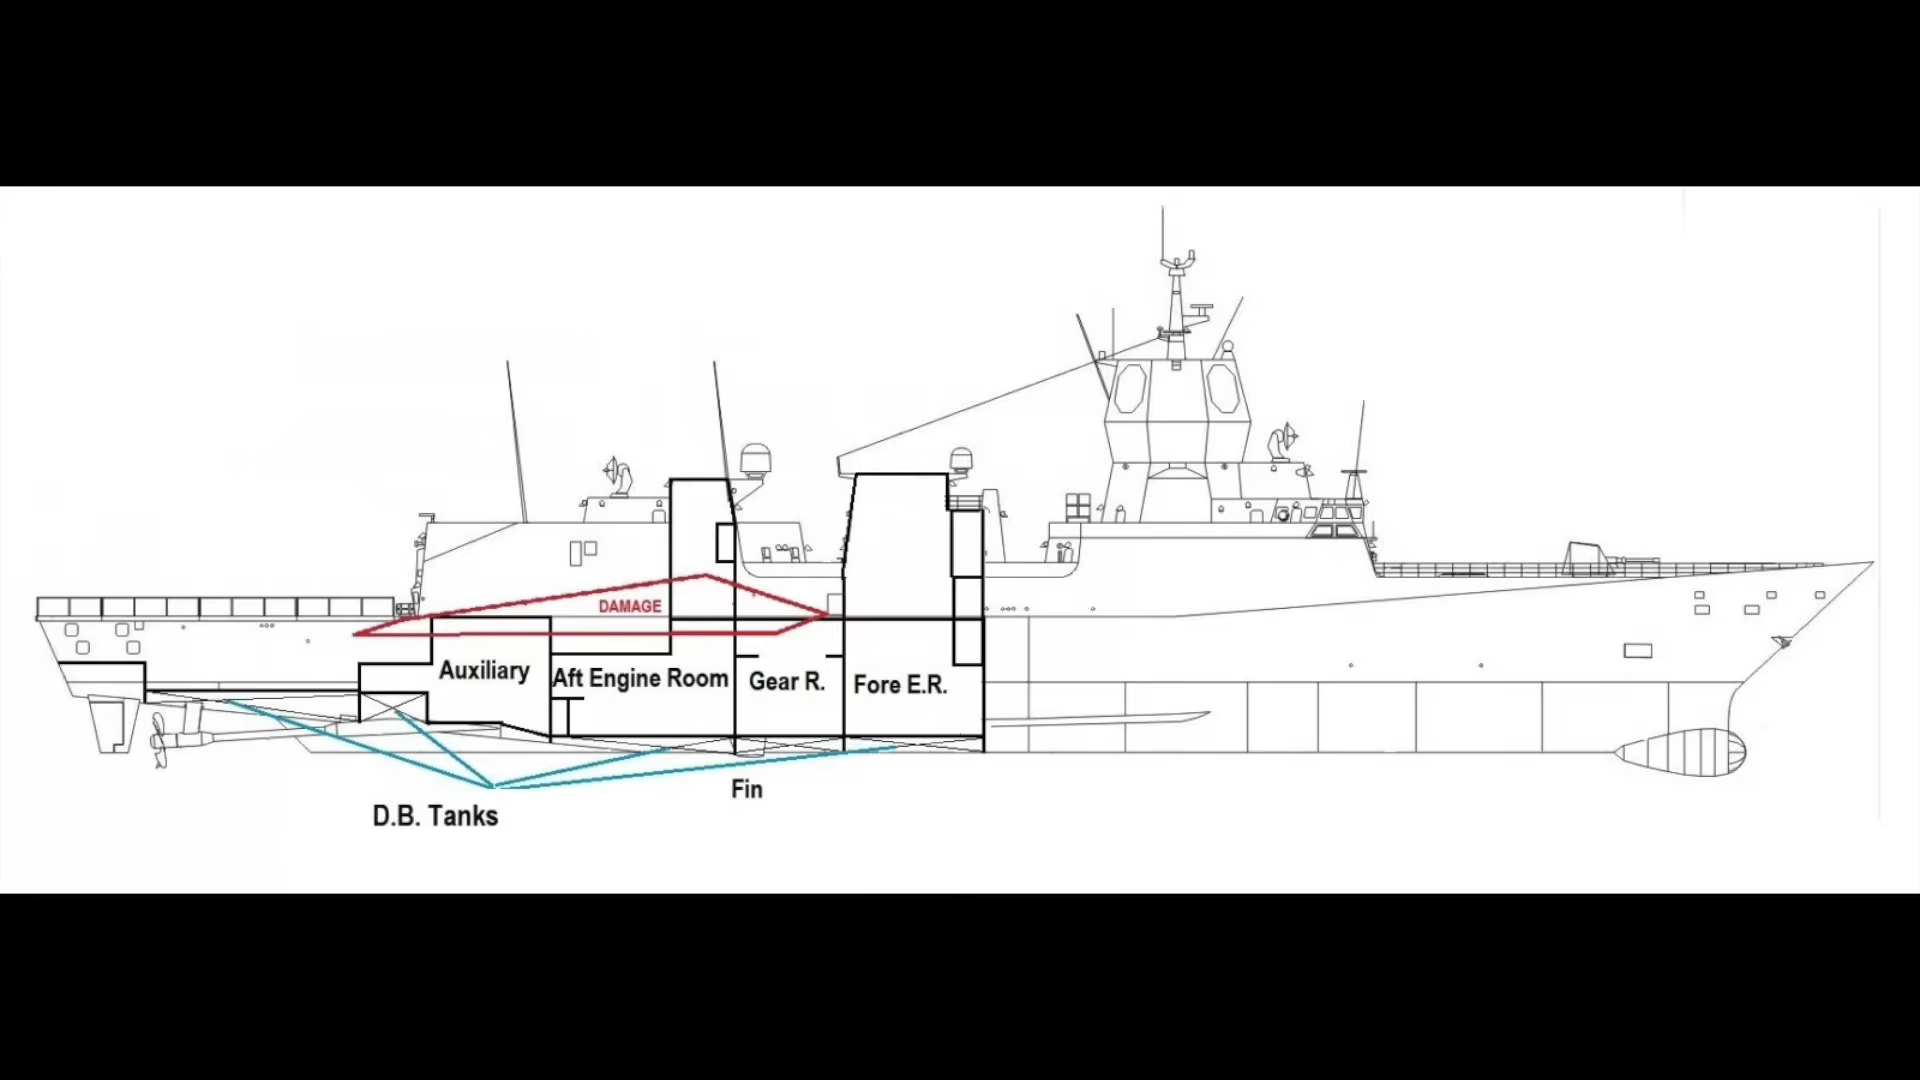 DAMAGE
Auxiliary
Aft Engine Room
Gear R.
Fore E.R.
Fin
D.B. Tanks